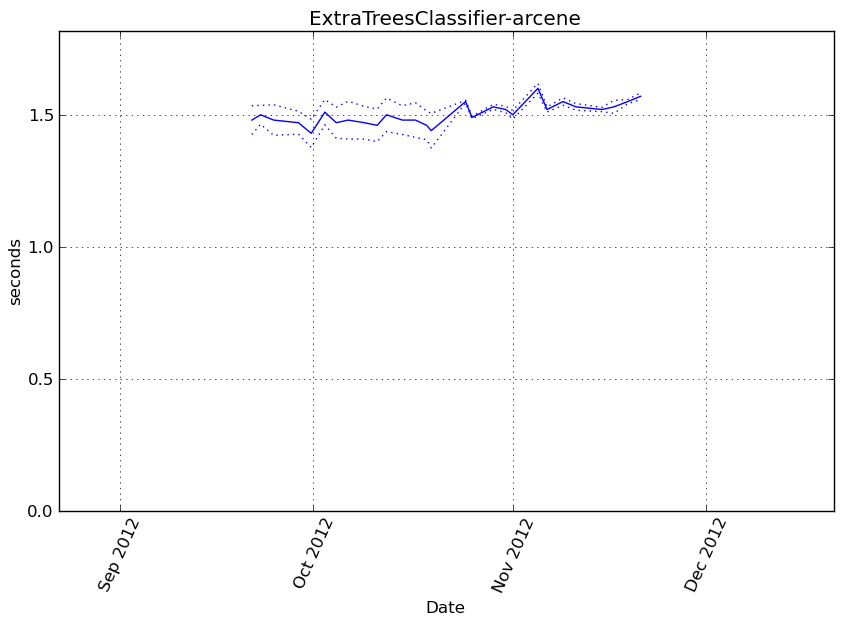 ExtraTreesClassifier-arcene
1.5
1.0
0.5
0.0
seconds
Sep 2012
Oct 2012
Nov 2012
Dec 2012
Date